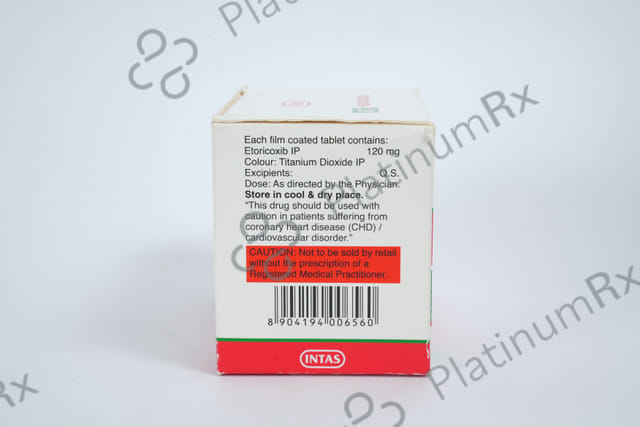 Each film coated tablet contains:
Etoricoxib IP 120 mg
Colour: Titanium Dioxide IP
Excipients: Q.S.
Dose: As directed by the Physician.
Store in cool & dry place.
“This drug should be used with
caution in patients suffering from
coronary heart disease (CHD) /
cardiovascular disorder.”
CAUTION: Not to be sold by retail
without the prescription of a
Registered Medical Practitioner.
8 904194 006560
INTAS
PlatinumRx
PlatinumRx